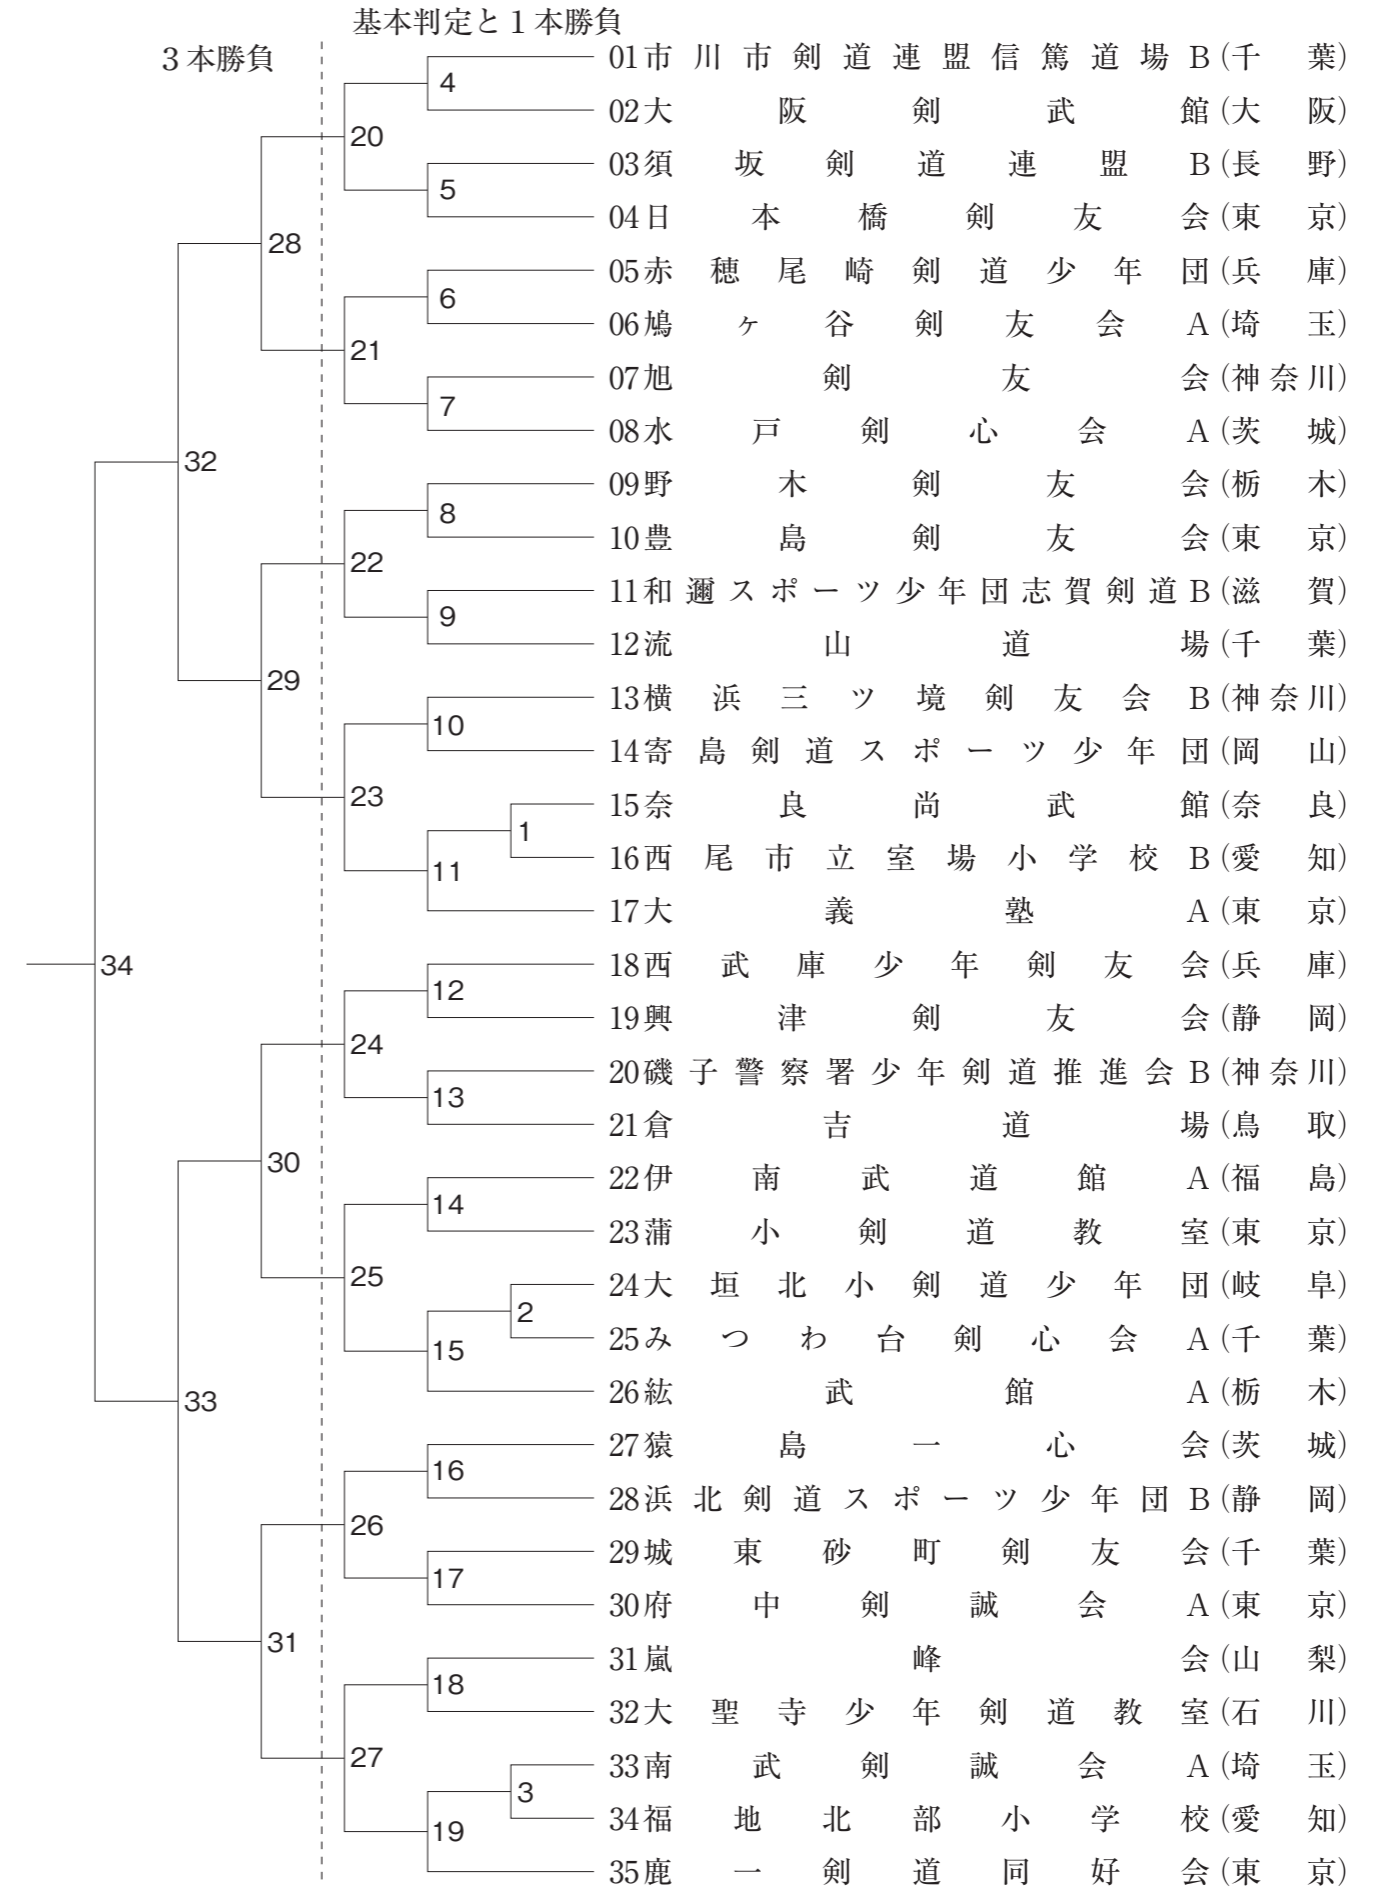 基本判定と１本勝負
３本勝負
01市川市剣道連盟信篤道場B(千葉)
4
02大阪剣武館(大阪)
20
03須坂剣道連盟B(長野)
5
04日本橋剣友会(東京)
28
05赤穂尾崎剣道少年団(兵庫)
6
06鳩ヶ谷剣友会A(埼玉)
21
07旭剣友会(神奈川)
7
08水戸剣心会A(茨城)
32
09野木剣友会(栃木)
8
10豊島剣友会(東京)
22
11和邇スポーツ少年団志賀剣道B(滋賀)
9
12流山道場(千葉)
29
13横浜三ツ境剣友会B(神奈川)
10
14寄島剣道スポーツ少年団(岡山)
23
15奈良尚武館(奈良)
1
16西尾市立室場小学校B(愛知)
11
17大義塾A(東京)
34
18西武庫少年剣友会(兵庫)
12
19興津剣友会(静岡)
24
20磯子警察署少年剣道推進会B(神奈川)
13
21倉吉道場(鳥取)
30
22伊南武道館A(福島)
14
23蒲小剣道教室(東京)
25
24大垣北小剣道少年団(岐阜)
2
25みつわ台剣心会A(千葉)
15
26紘武館A(栃木)
33
27猿島一心会(茨城)
16
28浜北剣道スポーツ少年団B(静岡)
26
29城東砂町剣友会(千葉)
17
30府中剣誠会A(東京)
31
31嵐峰会(山梨)
18
32大聖寺少年剣道教室(石川)
27
33南武剣誠会A(埼玉)
3
34福地北部小学校(愛知)
19
35鹿一剣道同好会(東京)